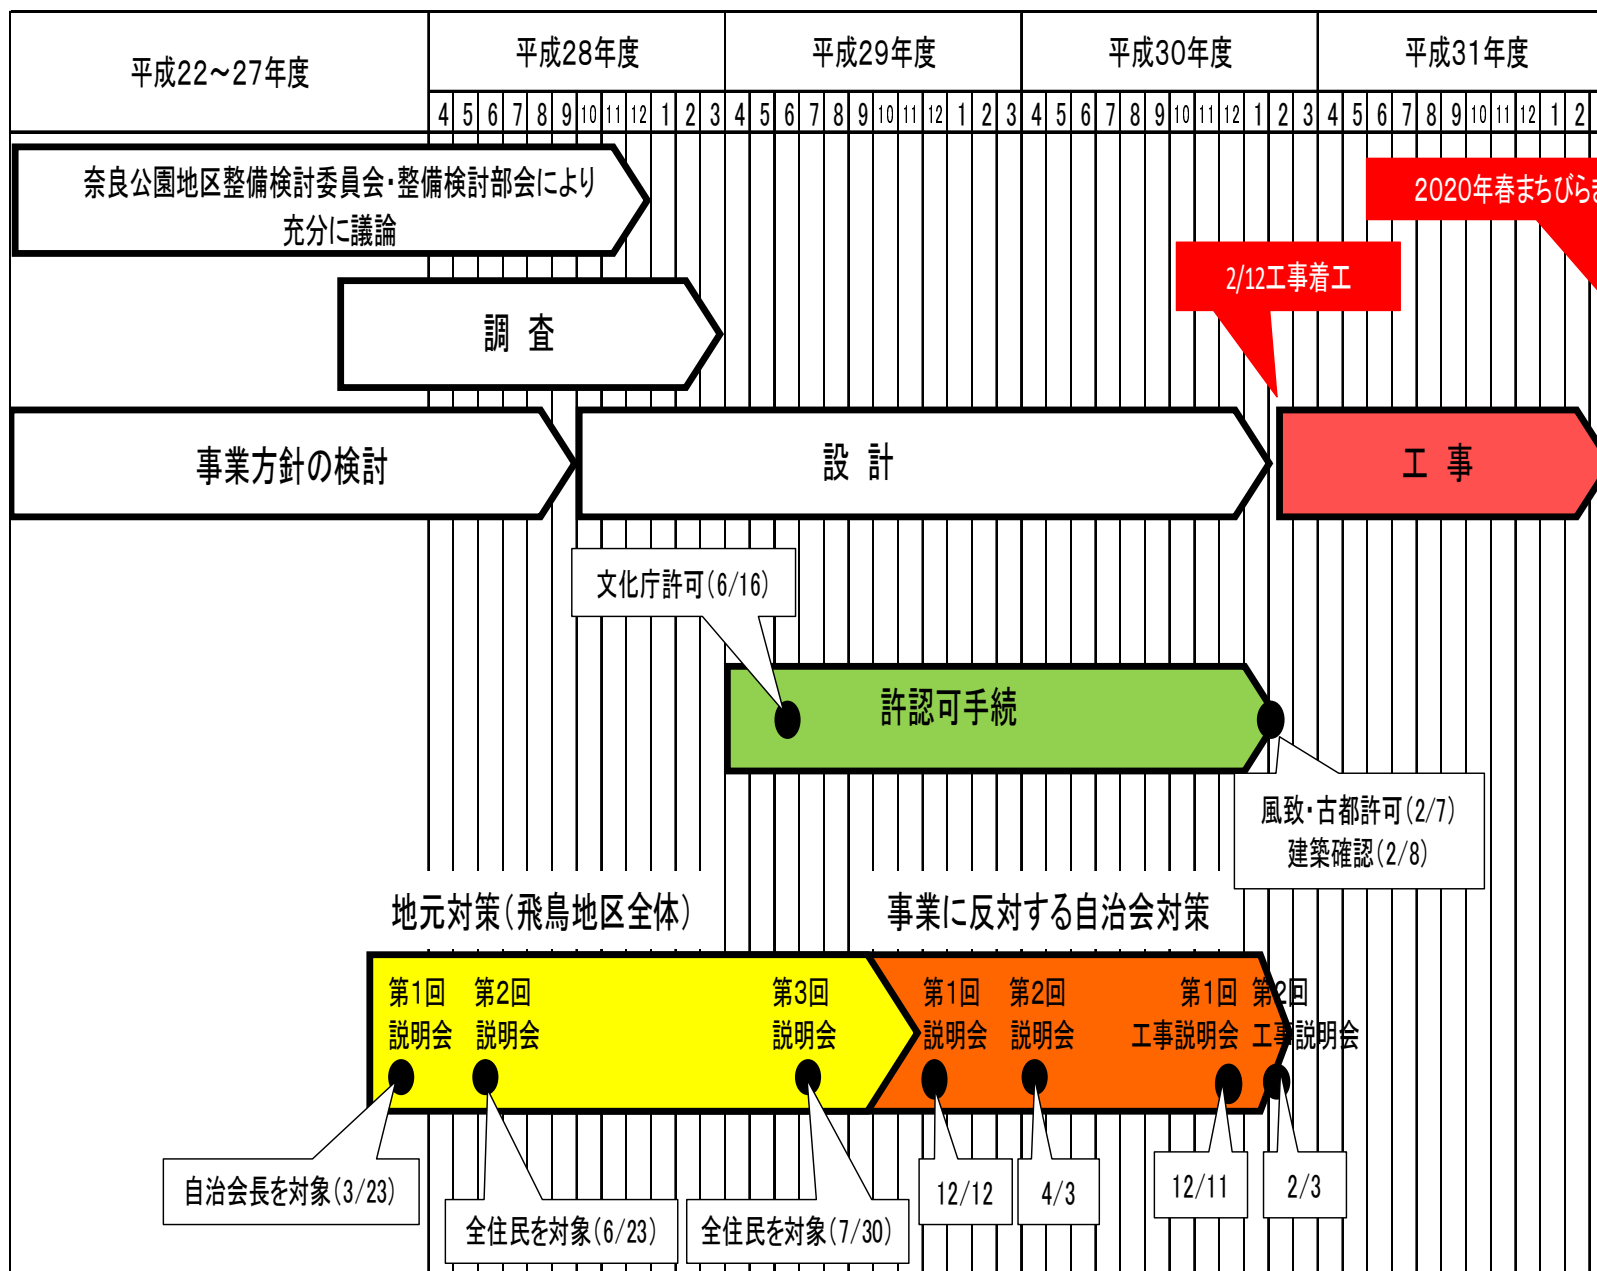 平成22～27年度
平成28年度
平成29年度
平成30年度
平成31年度
4 5 6 7 8 9 10 11 12 1 2 3 4 5 6 7 8 9 10 11 12 1 2 3 4 5 6 7 8 9 10 11 12 1 2 3 4 5 6 7 8 9 10 11 12 1 2
奈良公園地区整備検討委員会・整備検討部会により
充分に議論
2020年春まちびらき
2/12工事着工
調 査
事業方針の検討
設 計
工 事
文化庁許可(6/16)
許認可手続
風致・古都許可(2/7)
建築確認(2/8)
地元対策(飛鳥地区全体)
事業に反対する自治会対策
第1回
説明会
第2回
説明会
第3回
説明会
第1回
説明会
第2回
説明会
第1回
工事説明会
第2回
工事説明会
自治会長を対象(3/23)
全住民を対象(6/23)
全住民を対象(7/30)
12/12
4/3
12/11
2/3